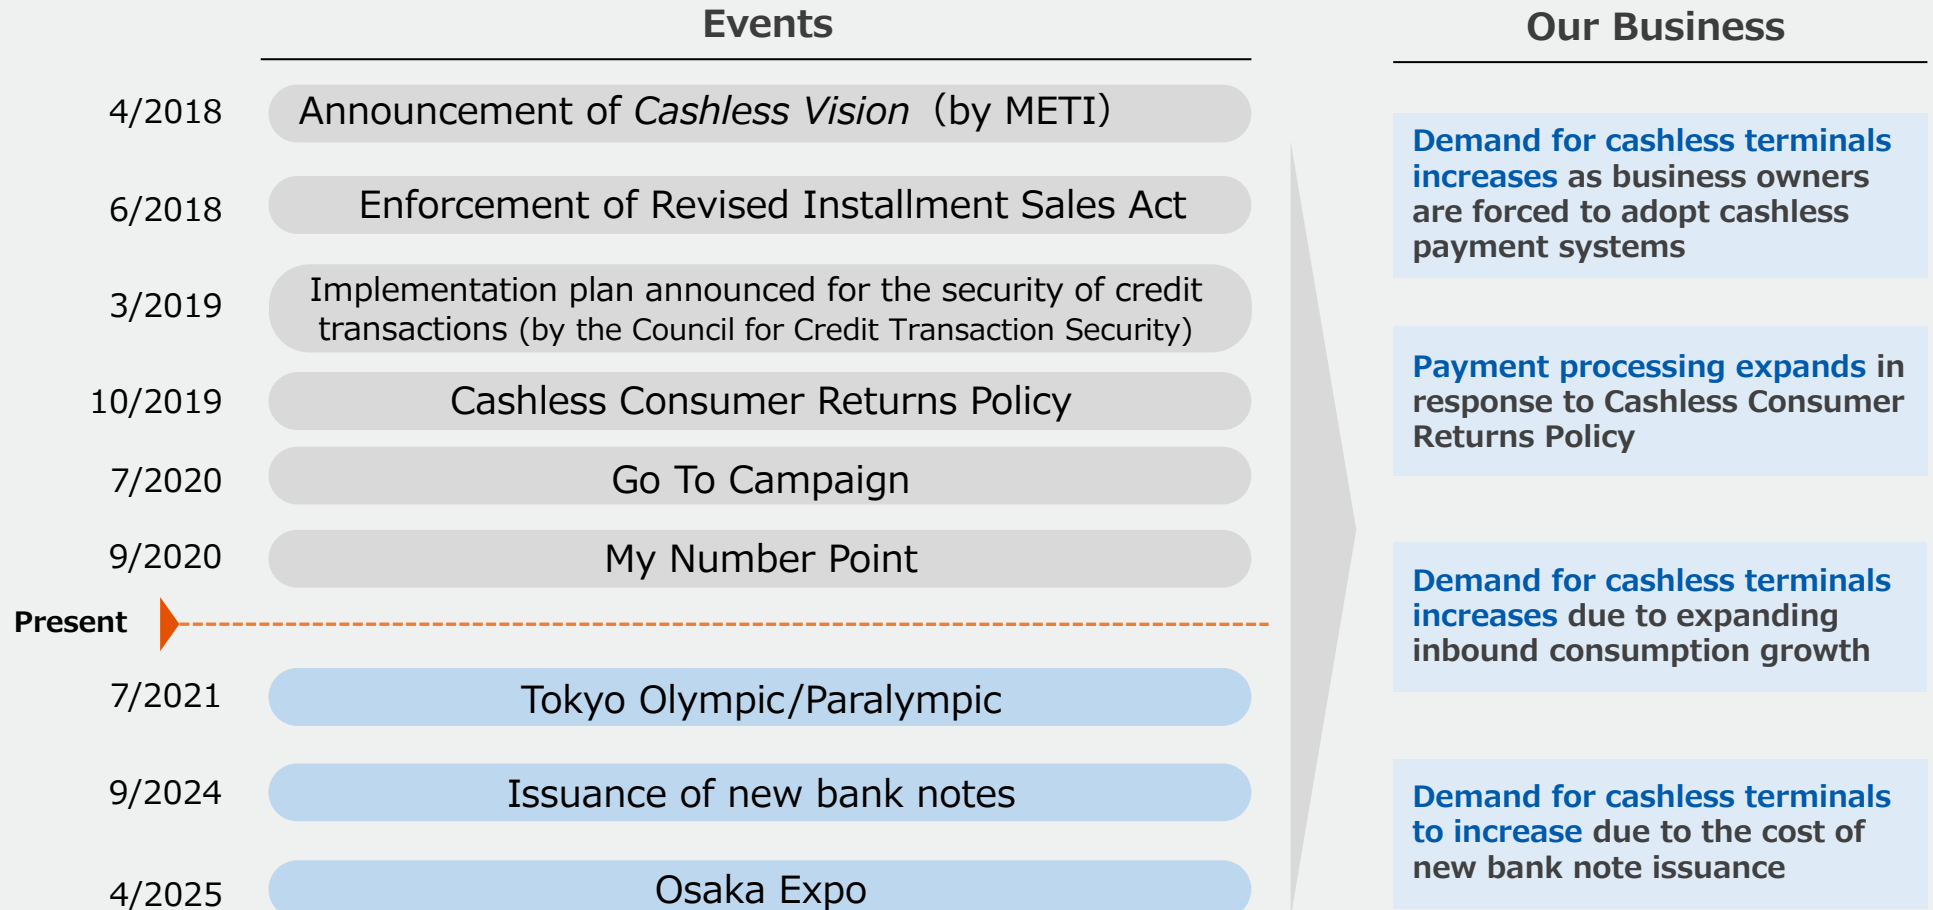 Events
4/2018
Announcement of Cashless Vision（by METI）
6/2018
Enforcement of Revised Installment Sales Act
3/2019
Implementation plan announced for the security of credit
transactions (by the Council for Credit Transaction Security)
10/2019
Cashless Consumer Returns Policy
7/2020
Go To Campaign
9/2020
My Number Point
Present
7/2021
Tokyo Olympic/Paralympic
9/2024
Issuance of new bank notes
4/2025
Osaka Expo
Our Business
Demand for cashless terminals
increases as business owners
are forced to adopt cashless
payment systems
Payment processing expands in
response to Cashless Consumer
Returns Policy
Demand for cashless terminals
increases due to expanding
inbound consumption growth
Demand for cashless terminals
to increase due to the cost of
new bank note issuance